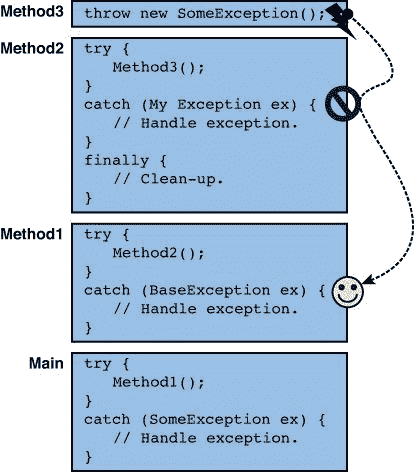 Method3
throw new SomeException();
Method2
try {
Method3();
}
catch (My Exception ex) {
// Handle exception.
}
finally {
// Clean-up.
}
Method1
try {
Method2();
}
catch (BaseException ex) {
// Handle exception.
}
Main
try {
Method1();
}
catch (SomeException ex) {
// Handle exception.
}